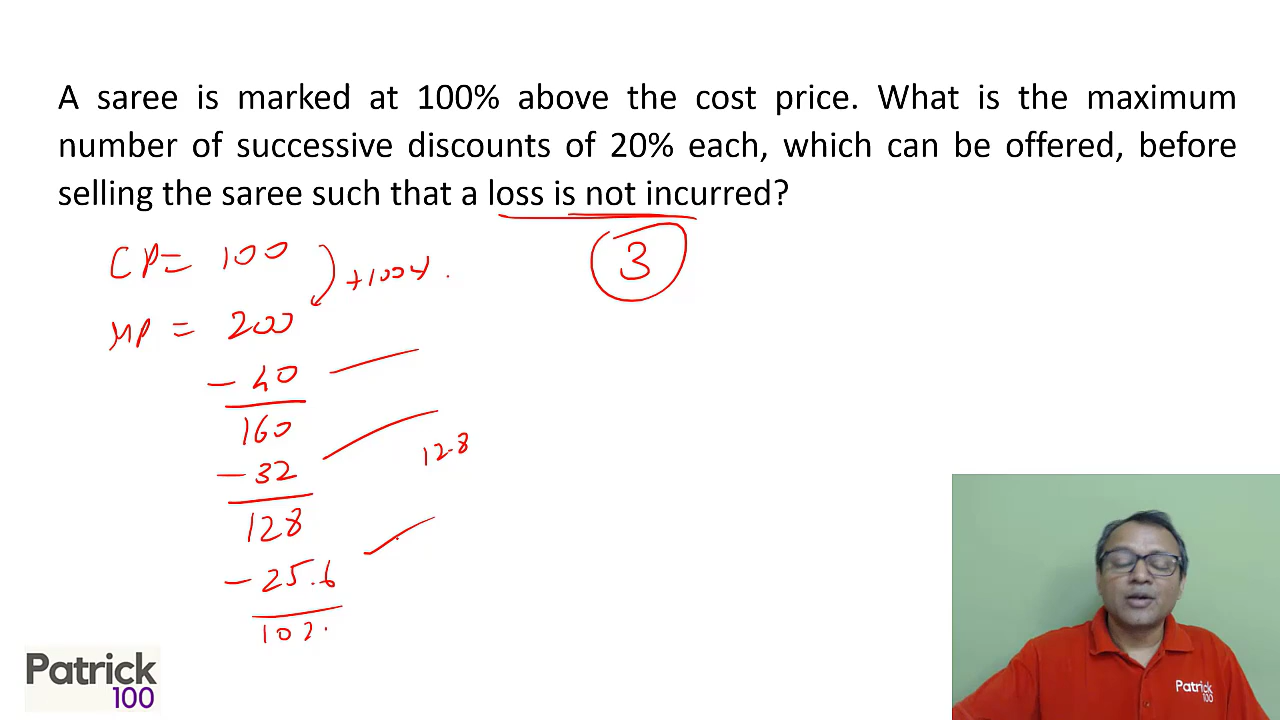 A saree is marked at 100% above the cost price. What is the maximum
number of successive discounts of 20% each, which can be offered, before
selling the saree such that a loss is not incurred?
CP = 100
+100%
3
MP = 200
- 40
160
- 32
12.8
128
- 25.6
102.
Patrick
100
Patrick
100